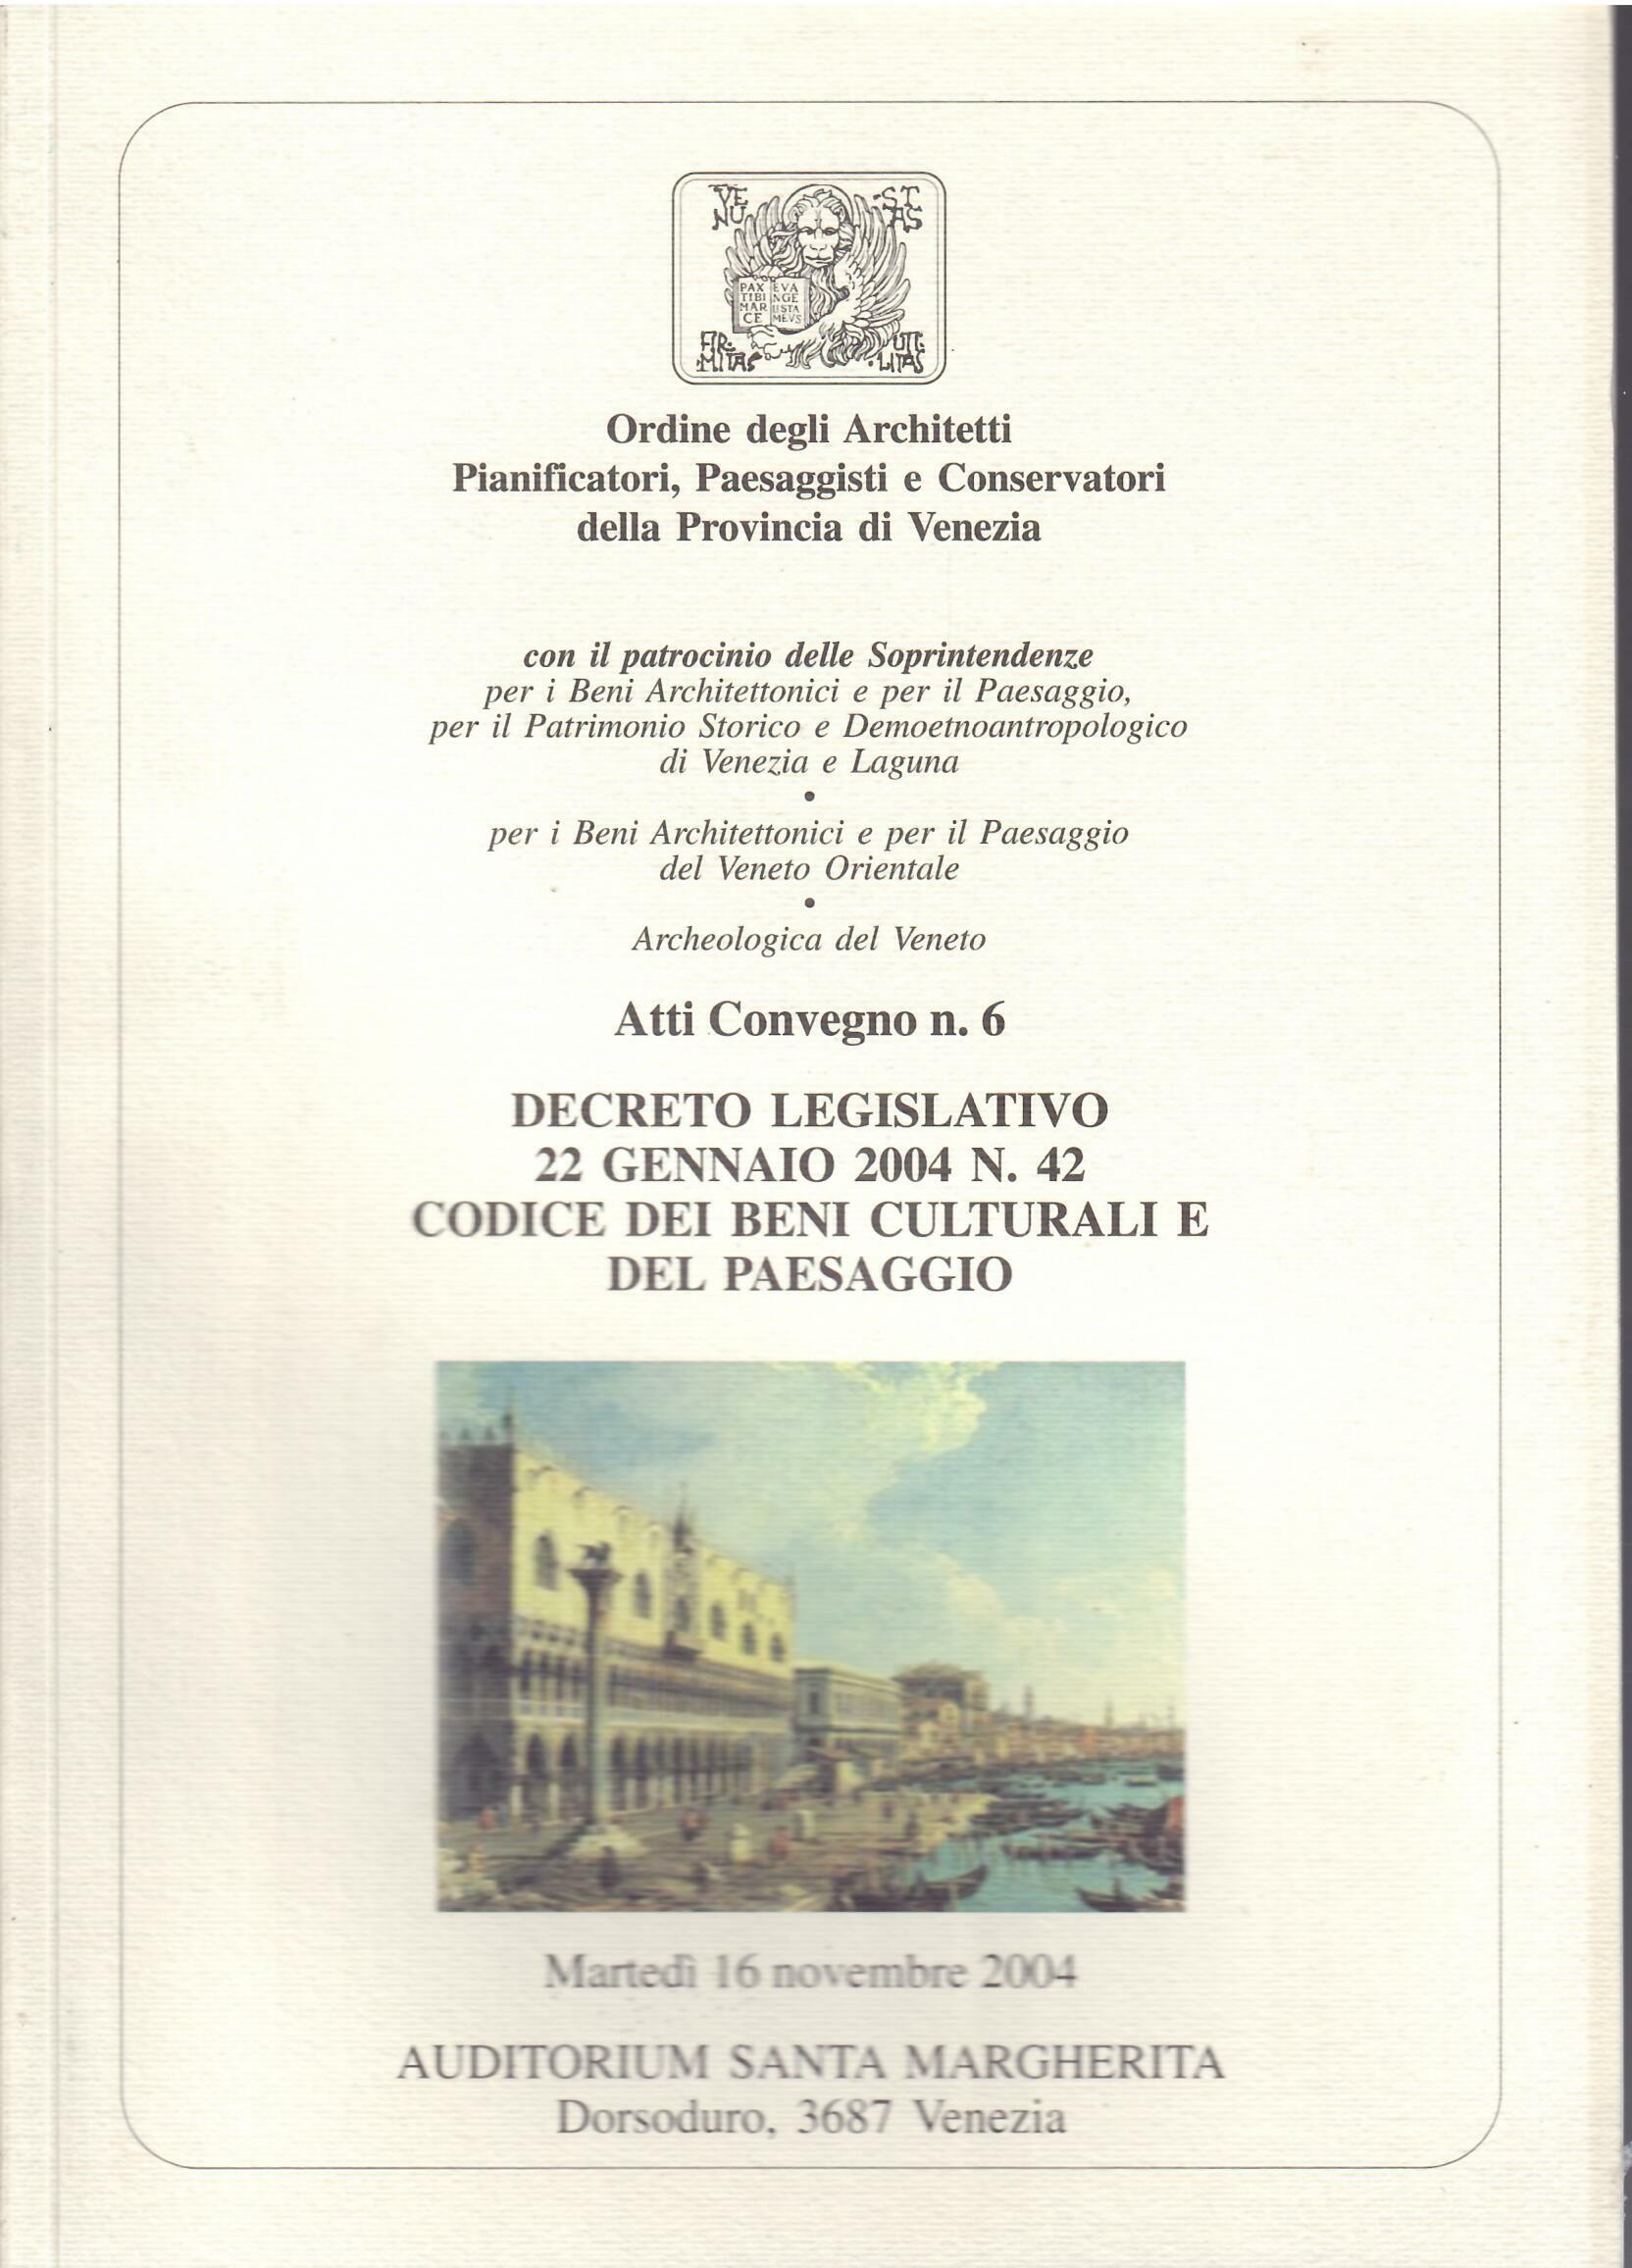 VE
NU
-ST
AS
PAX
TIBI
MAR
CE
EVA
NGE
LISTA
MEVS
FIR-
MITAS
UTI-
LITAS
Ordine degli Architetti
Pianificatori, Paesaggisti e Conservatori
della Provincia di Venezia
con il patrocinio delle Soprintendenze
per i Beni Architettonici e per il Paesaggio,
per il Patrimonio Storico e Demoetnoantropologico
di Venezia e Laguna
•
per i Beni Architettonici e per il Paesaggio
del Veneto Orientale
•
Archeologica del Veneto
Atti Convegno n. 6
DECRETO LEGISLATIVO
22 GENNAIO 2004 N. 42
CODICE DEI BENI CULTURALI E
DEL PAESAGGIO
Martedì 16 novembre 2004
AUDITORIUM SANTA MARGHERITA
Dorsoduro, 3687 Venezia